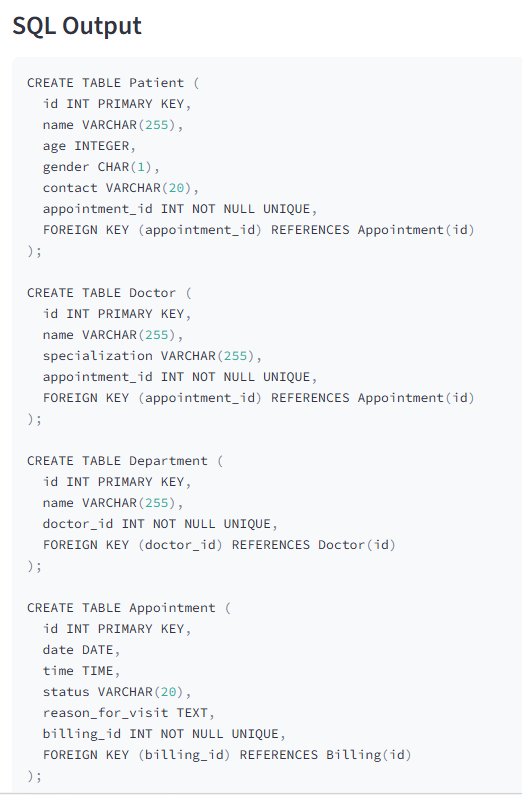 SQL Output
CREATE TABLE Patient (
  id INT PRIMARY KEY,
  name VARCHAR(255),
  age INTEGER,
  gender CHAR(1),
  contact VARCHAR(20),
  appointment_id INT NOT NULL UNIQUE,
  FOREIGN KEY (appointment_id) REFERENCES Appointment(id)
);
CREATE TABLE Doctor (
  id INT PRIMARY KEY,
  name VARCHAR(255),
  specialization VARCHAR(255),
  appointment_id INT NOT NULL UNIQUE,
  FOREIGN KEY (appointment_id) REFERENCES Appointment(id)
);
CREATE TABLE Department (
  id INT PRIMARY KEY,
  name VARCHAR(255),
  doctor_id INT NOT NULL UNIQUE,
  FOREIGN KEY (doctor_id) REFERENCES Doctor(id)
);
CREATE TABLE Appointment (
  id INT PRIMARY KEY,
  date DATE,
  time TIME,
  status VARCHAR(20),
  reason_for_visit TEXT,
  billing_id INT NOT NULL UNIQUE,
  FOREIGN KEY (billing_id) REFERENCES Billing(id)
);